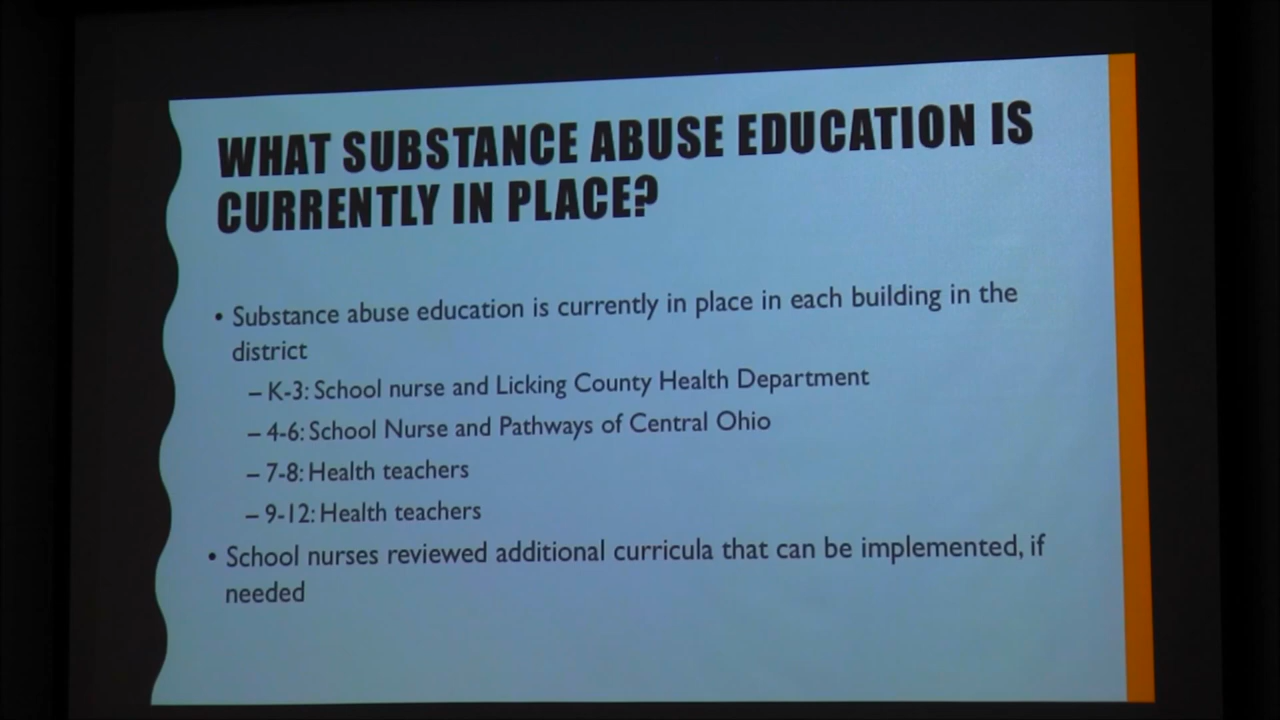 WHAT SUBSTANCE ABUSE EDUCATION IS
CURRENTLY IN PLACE?
• Substance abuse education is currently in place in each building in the
district
– K-3: School nurse and Licking County Health Department
– 4-6: School Nurse and Pathways of Central Ohio
– 7-8: Health teachers
– 9-12: Health teachers
• School nurses reviewed additional curricula that can be implemented, if
needed